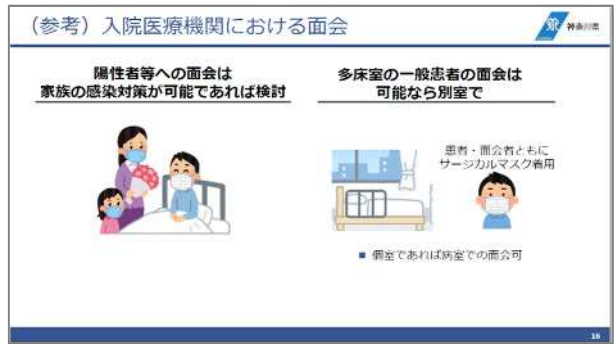 （参考）入院医療機関における面会
神奈川県
陽性者等への面会は
家族の感染対策が可能であれば検討
多床室の一般患者の面会は
可能なら別室で
患者・面会者ともに
サージカルマスク着用
■ 個室であれば病室での面会可
16